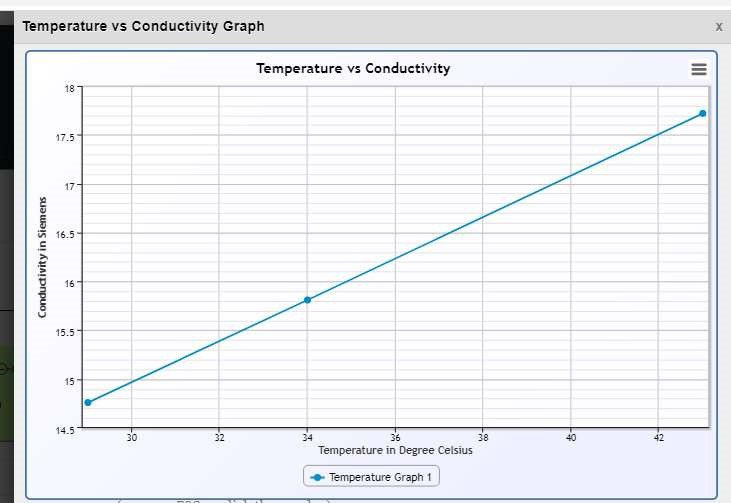 Temperature vs Conductivity Graph
x
Temperature vs Conductivity
18
17.5
17
16.5
16
15.5
15
14.5
Conductivity in Siemens
30 32 34 36 38 40 42
Temperature in Degree Celsius
Temperature Graph 1